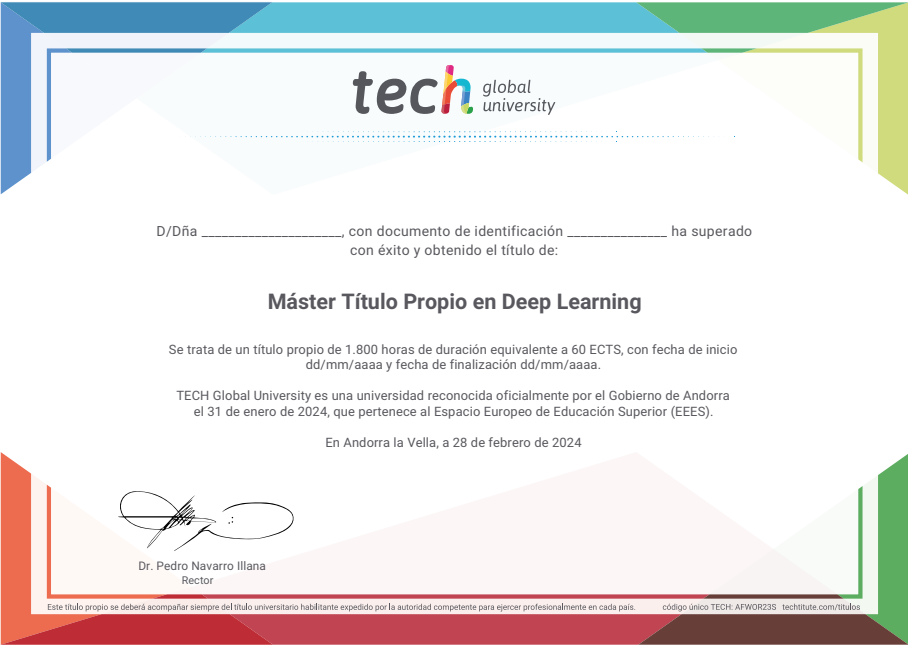 tech global
university
D/Dña _____________________, con documento de identificación _______________ ha superado
con éxito y obtenido el título de:
Máster Título Propio en Deep Learning
Se trata de un título propio de 1.800 horas de duración equivalente a 60 ECTS, con fecha de inicio
dd/mm/aaaa y fecha de finalización dd/mm/aaaa.
TECH Global University es una universidad reconocida oficialmente por el Gobierno de Andorra
el 31 de enero de 2024, que pertenece al Espacio Europeo de Educación Superior (EEES).
En Andorra la Vella, a 28 de febrero de 2024
Dr. Pedro Navarro Illana
Rector
Este título propio se deberá acompañar siempre del título universitario habilitante expedido por la autoridad competente para ejercer profesionalmente en cada país. código único TECH: AFWOR23S techtitute.com/titulos